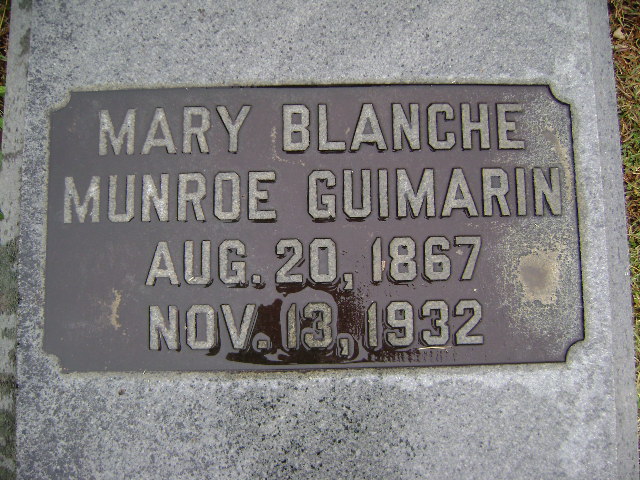 MARY BLANCHE
MUNROE GUIMARIN
AUG. 20, 1867
NOV. 13, 1932